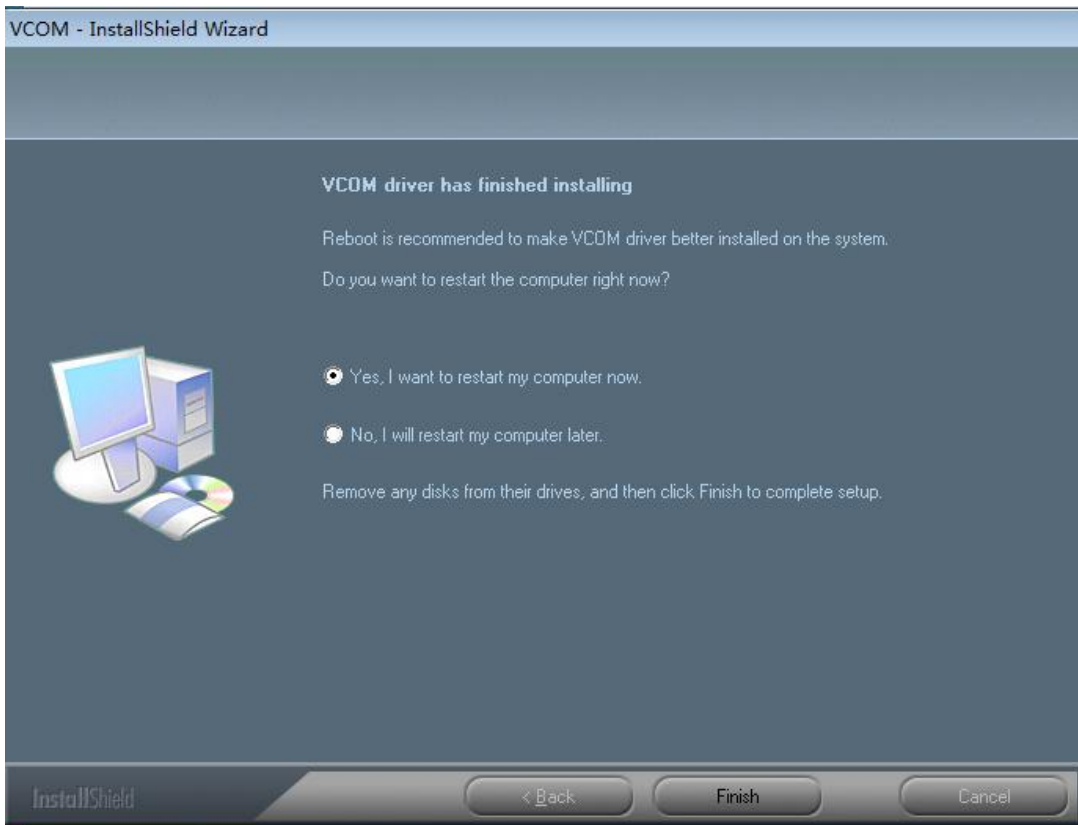 VCOM - InstallShield Wizard
VCOM driver has finished installing
Reboot is recommended to make VCOM driver better installed on the system.
Do you want to restart the computer right now?
Yes, I want to restart my computer now.
No, I will restart my computer later.
Remove any disks from their drives, and then click Finish to complete setup.
InstallShield
< Back
Finish
Cancel